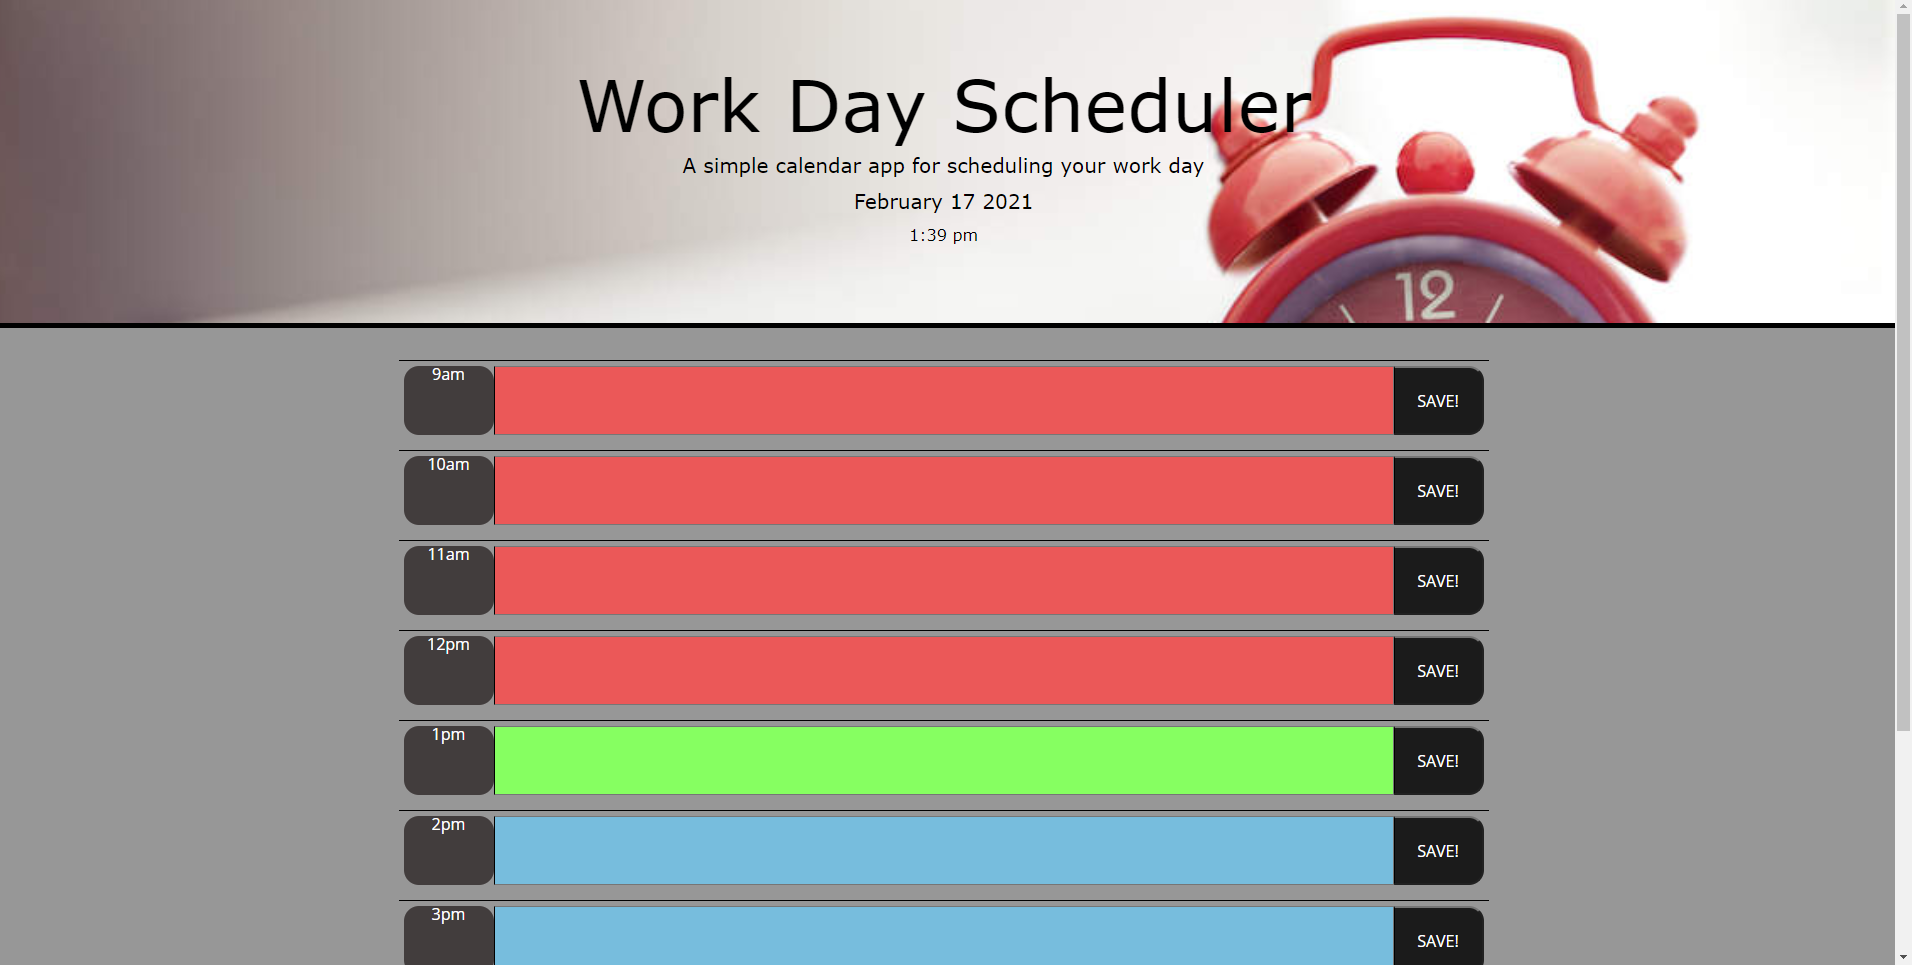 Work Day Scheduler
A simple calendar app for scheduling your work day
February 17 2021
1:39 pm
12
9am
SAVE!
10am
SAVE!
11am
SAVE!
12pm
SAVE!
1pm
SAVE!
2pm
SAVE!
3pm
SAVE!